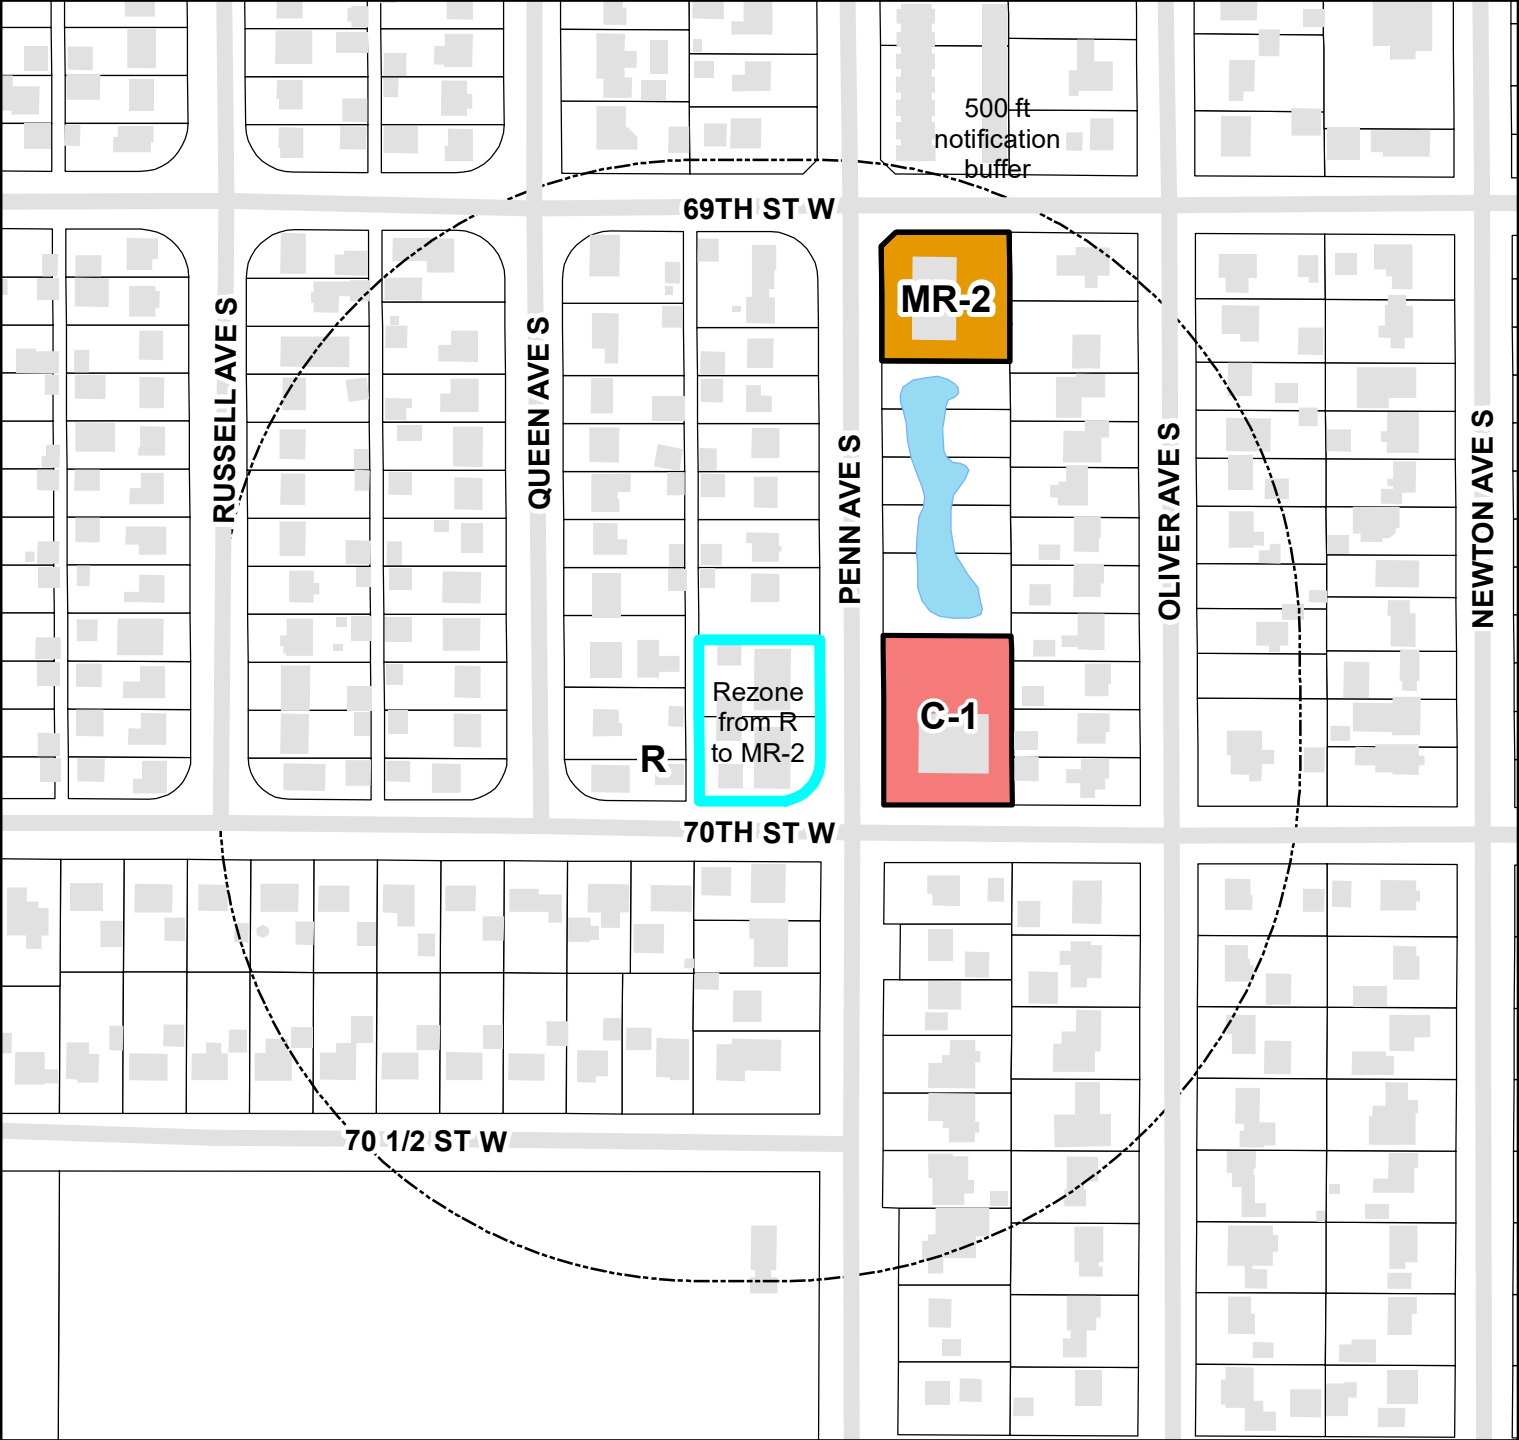 500 ft
notification
buffer
69TH ST W
MR-2
RUSSELL AVE S
QUEEN AVE S
PENN AVE S
OLIVER AVE S
NEWTON AVE S
Rezone
from R
to MR-2
C-1
R
70TH ST W
70 1/2 ST W